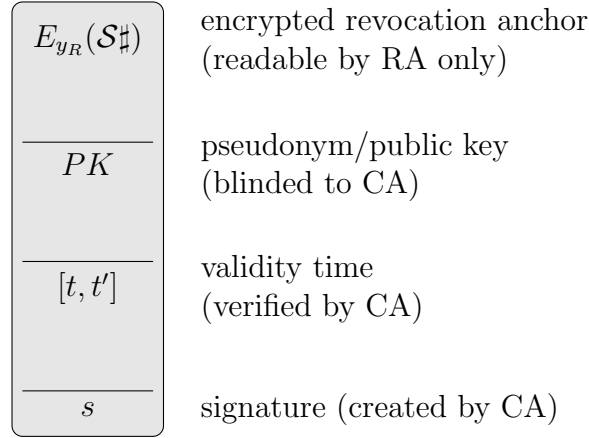 E_{y_R}(𝒮♯) encrypted revocation anchor
(readable by RA only)
PK pseudonym/public key
(blinded to CA)
[t, t′] validity time
(verified by CA)
s signature (created by CA)